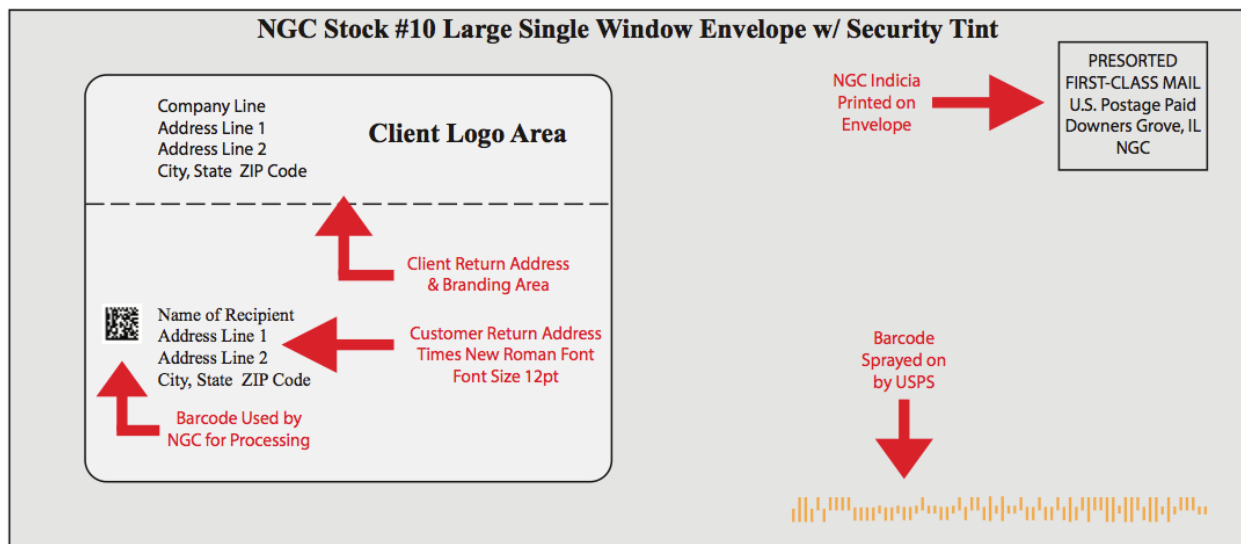 NGC Stock #10 Large Single Window Envelope w/ Security Tint
Company Line
Address Line 1
Address Line 2
City, State  ZIP Code
Client Logo Area
NGC Indicia
Printed on
Envelope
PRESORTED
FIRST-CLASS MAIL
U.S. Postage Paid
Downers Grove, IL
NGC
Client Return Address
& Branding Area
Name of Recipient
Address Line 1
Address Line 2
City, State  ZIP Code
Customer Return Address
Times New Roman Font
Font Size 12pt
Barcode Used by
NGC for Processing
Barcode
Sprayed on
by USPS